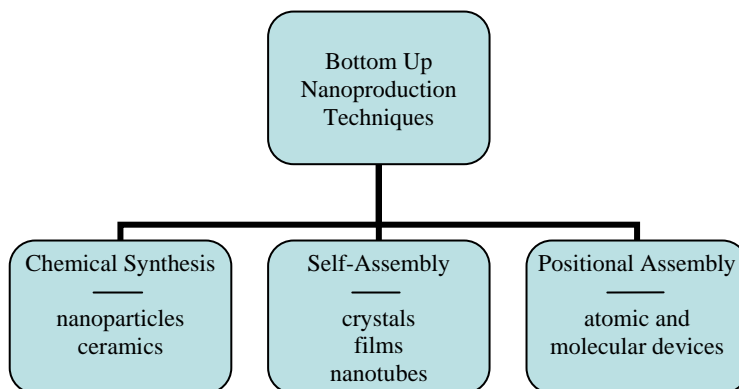 Bottom Up
Nanoproduction
Techniques
Chemical Synthesis
nanoparticles
ceramics
Self-Assembly
crystals
films
nanotubes
Positional Assembly
atomic and
molecular devices